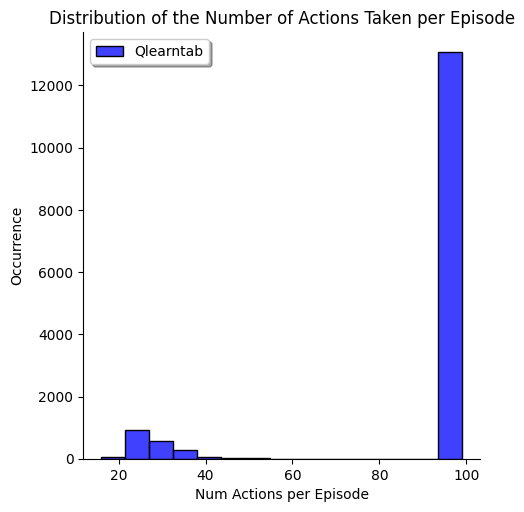 Distribution of the Number of Actions Taken per Episode
Qlearntab
12000
10000
8000
6000
4000
2000
0
Occurrence
20 40 60 80 100
Num Actions per Episode